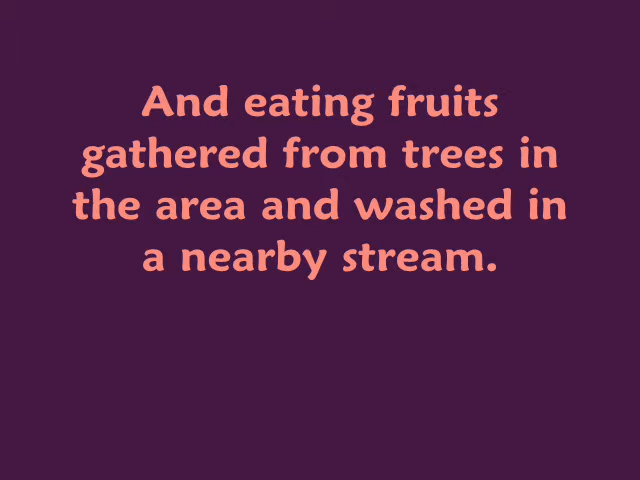 And eating fruits
gathered from trees in
the area and washed in
a nearby stream.